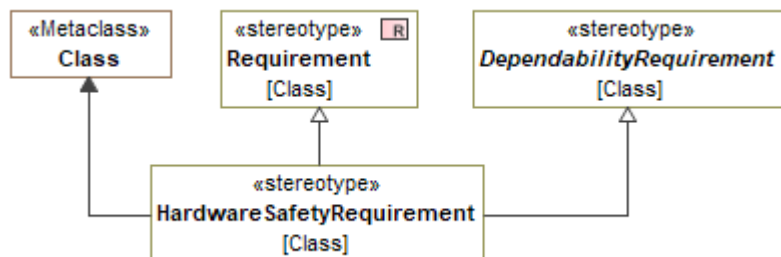 «Metaclass»
Class
«stereotype» R
Requirement
[Class]
«stereotype»
DependabilityRequirement
[Class]
«stereotype»
HardwareSafetyRequirement
[Class]